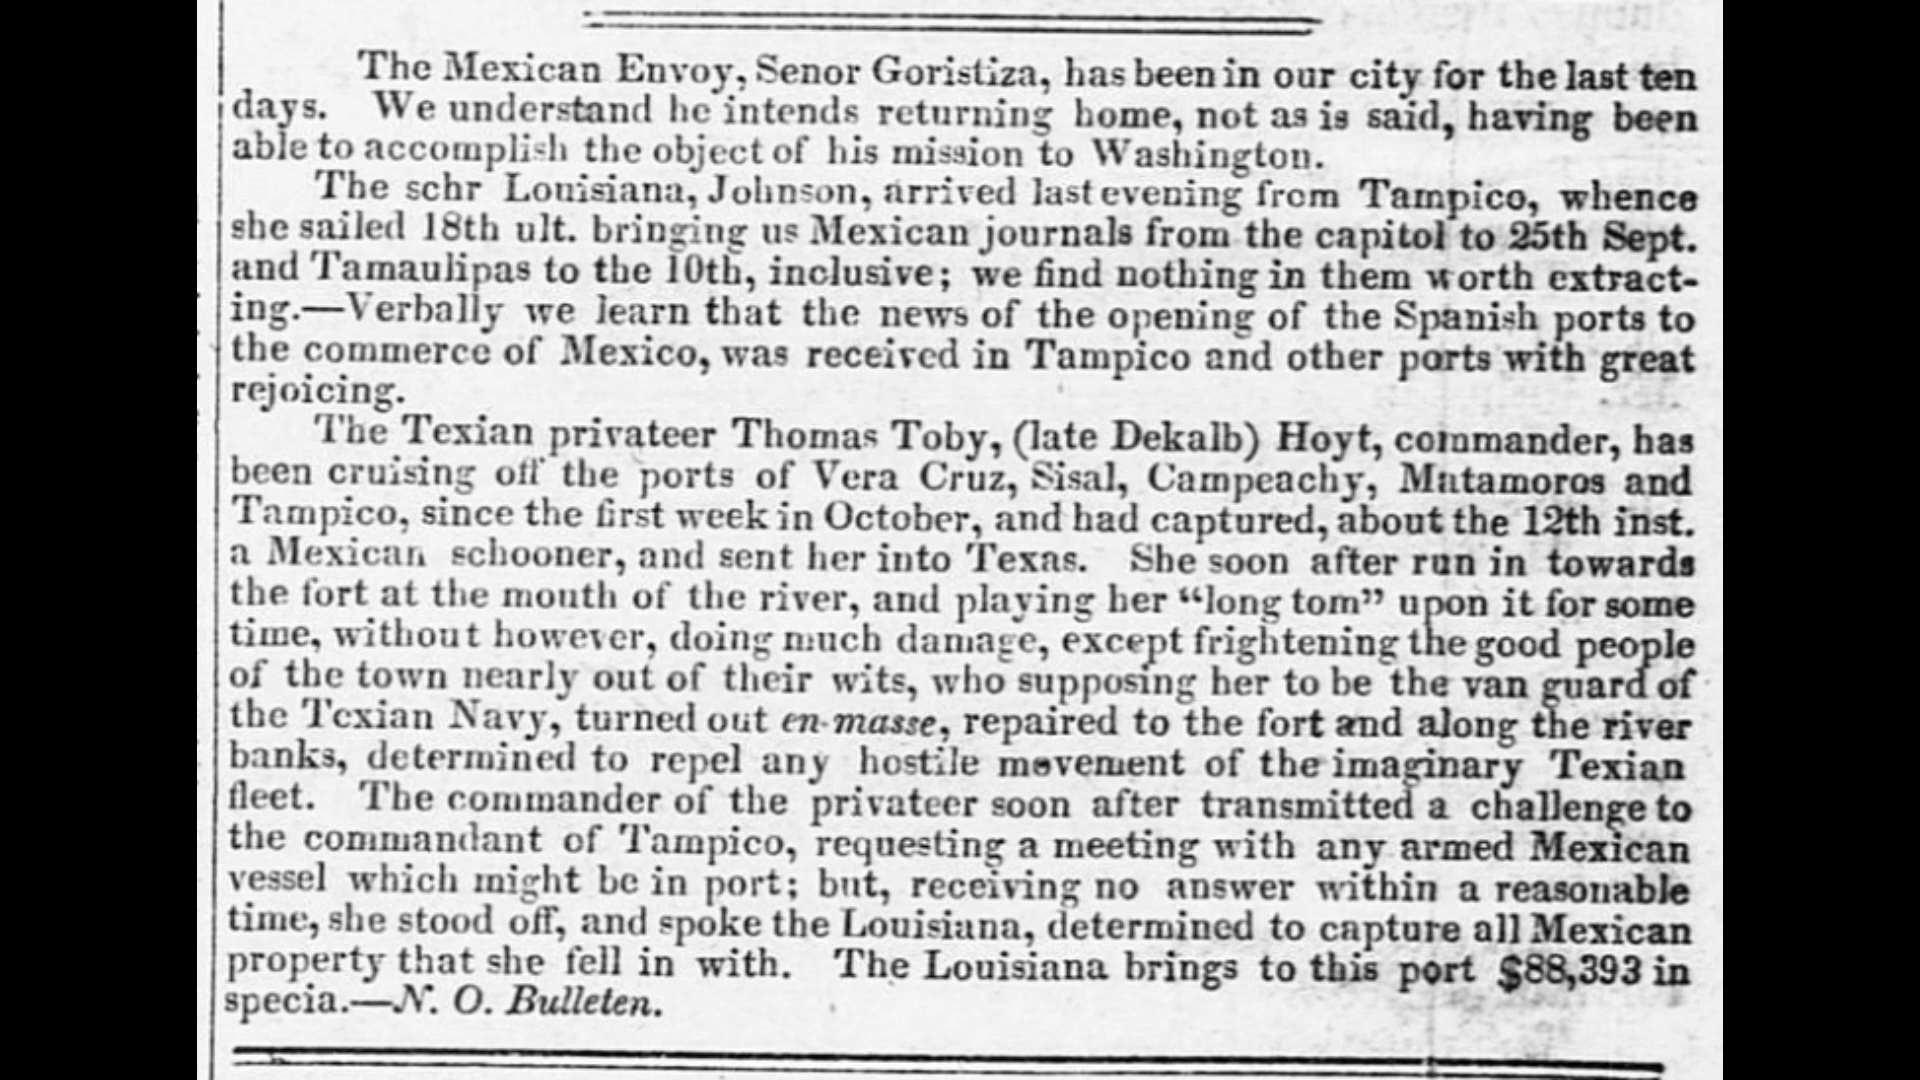 The Mexican Envoy, Senor Goristiza, has been in our city for the last ten
days. We understand he intends returning home, not as is said, having been
able to accomplish the object of his mission to Washington.
The schr Louisiana, Johnson, arrived last evening from Tampico, whence
she sailed 18th ult. bringing us Mexican journals from the capitol to 25th Sept.
and Tamaulipas to the 10th, inclusive; we find nothing in them worth extract-
ing.—Verbally we learn that the news of the opening of the Spanish ports to
the commerce of Mexico, was received in Tampico and other ports with great
rejoicing.
The Texian privateer Thomas Toby, (late Dekalb) Hoyt, commander, has
been cruising off the ports of Vera Cruz, Sisal, Campeachy, Matamoros and
Tampico, since the first week in October, and had captured, about the 12th inst.
a Mexican schooner, and sent her into Texas. She soon after run in towards
the fort at the mouth of the river, and playing her “long tom” upon it for some
time, without however, doing much damage, except frightening the good people
of the town nearly out of their wits, who supposing her to be the van guard of
the Texian Navy, turned out en-masse, repaired to the fort and along the river
banks, determined to repel any hostile movement of the imaginary Texian
fleet. The commander of the privateer soon after transmitted a challenge to
the commandant of Tampico, requesting a meeting with any armed Mexican
vessel which might be in port; but, receiving no answer within a reasonable
time, she stood off, and spoke the Louisiana, determined to capture all Mexican
property that she fell in with. The Louisiana brings to this port $88,393 in
specia.—N. O. Bulleten.